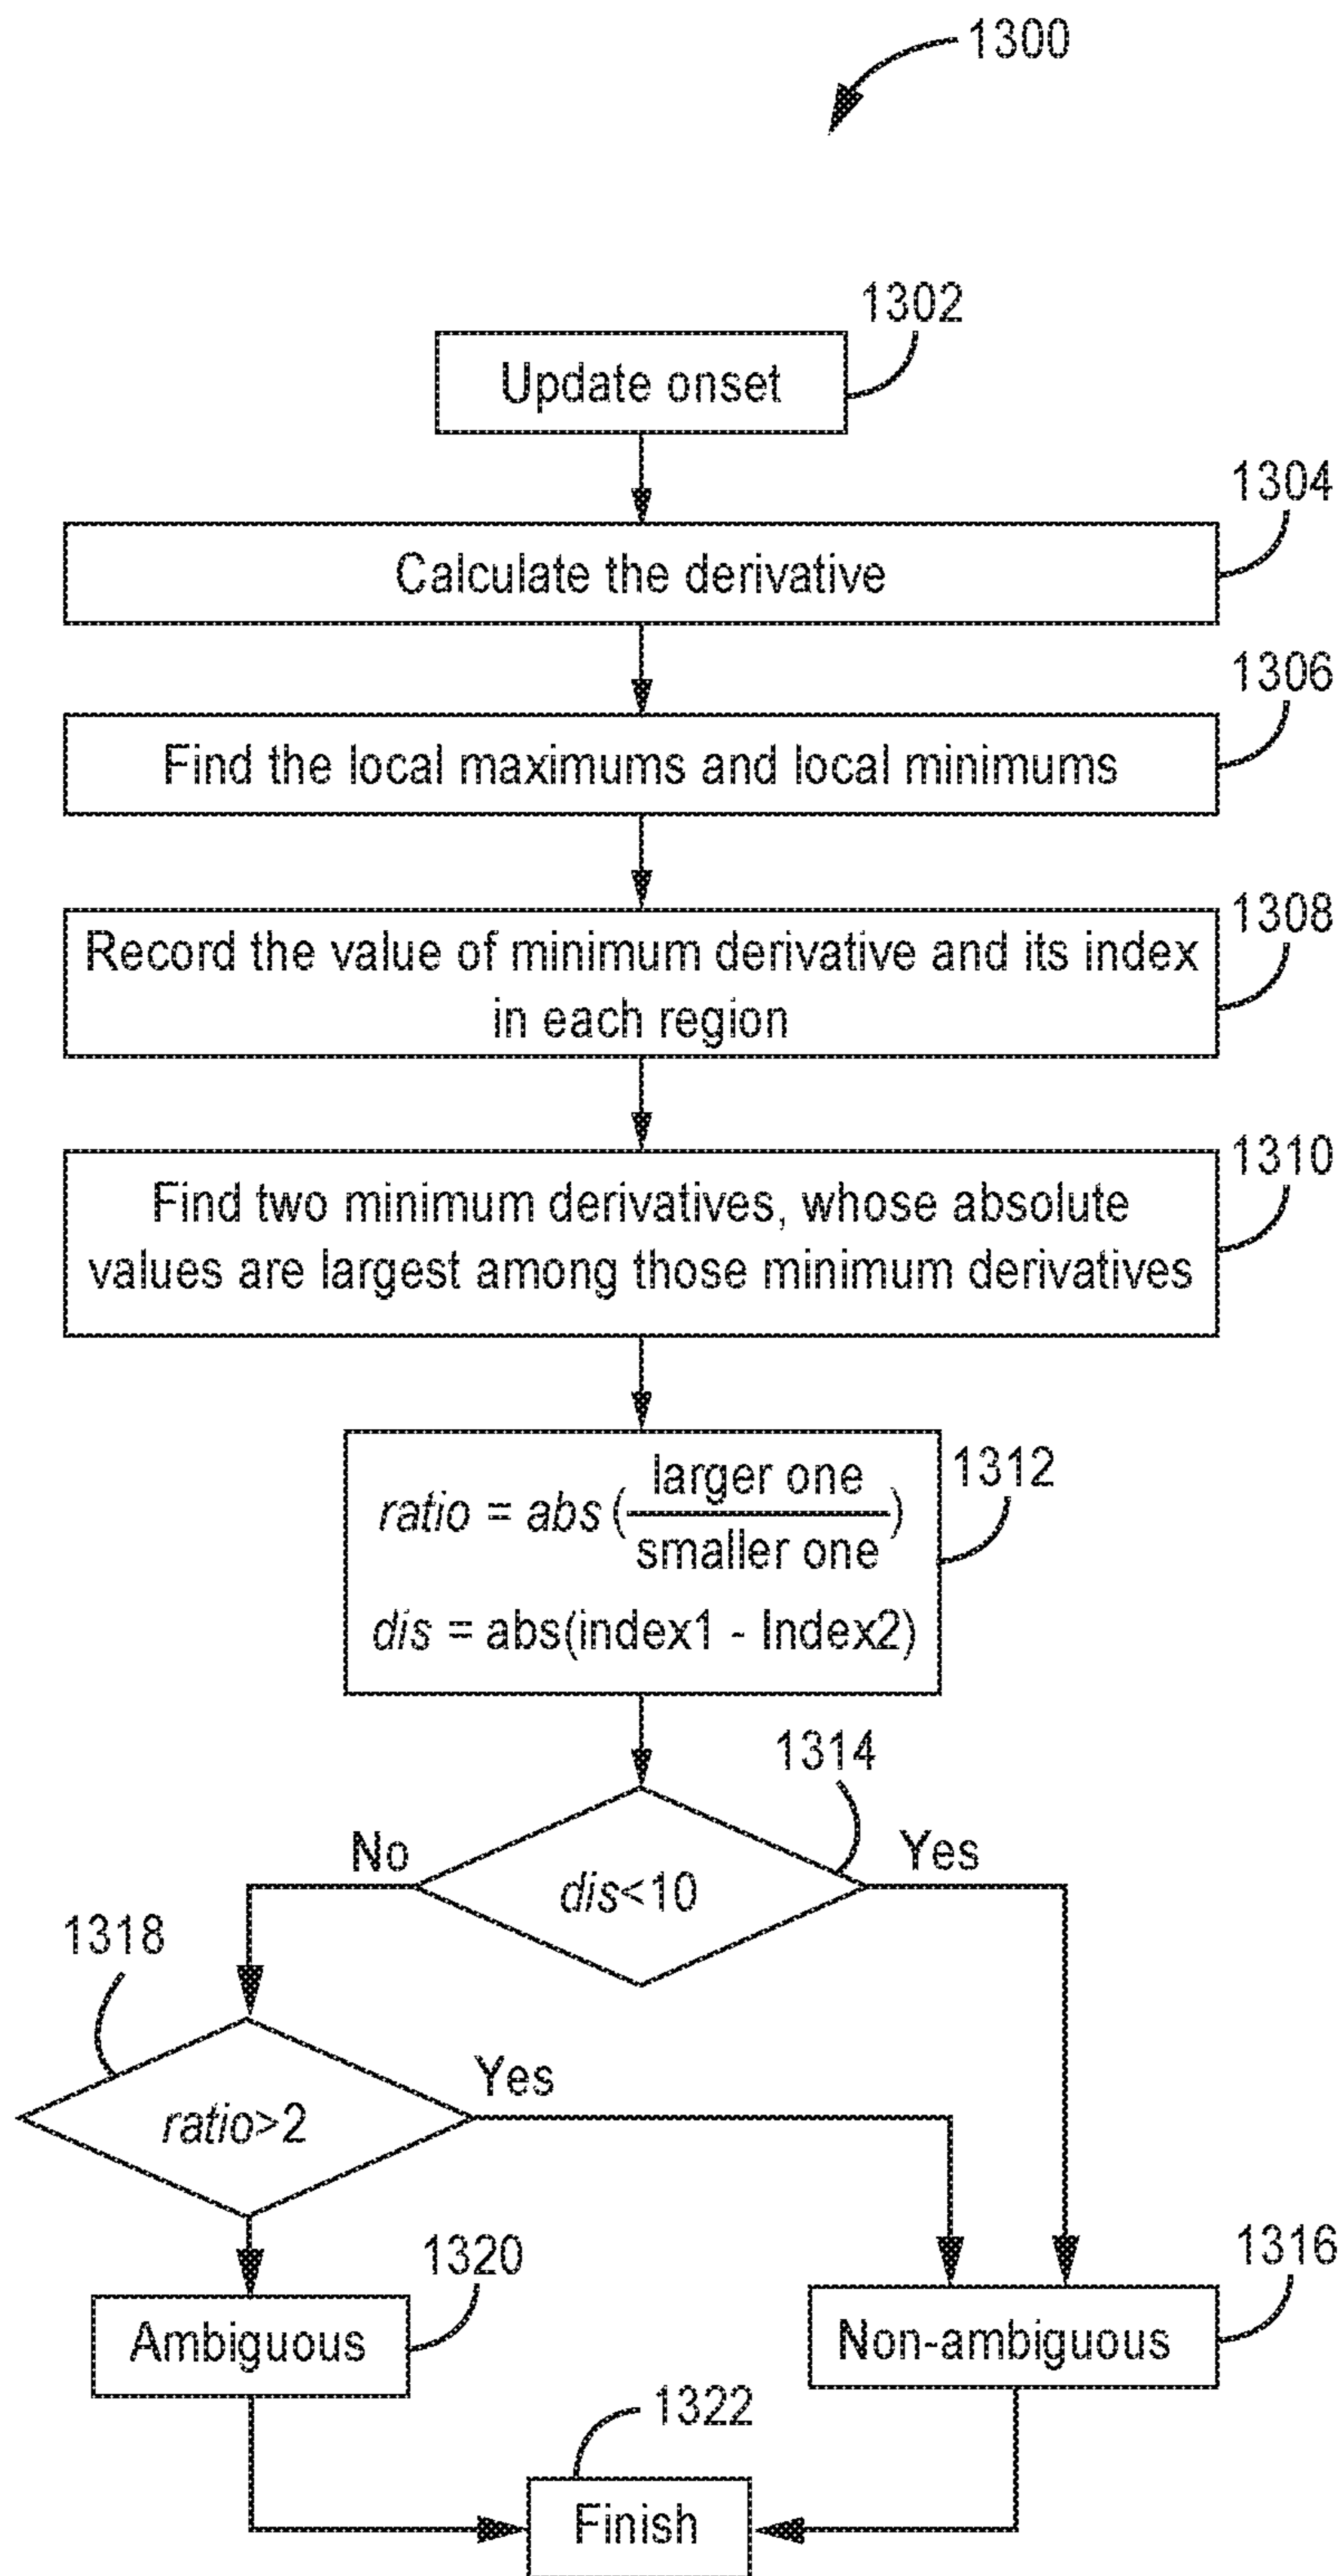 1300
1302
Update onset
1304
Calculate the derivative
1306
Find the local maximums and local minimums
1308
Record the value of minimum derivative and its index
in each region
1310
Find two minimum derivatives, whose absolute
values are largest among those minimum derivatives
1312
ratio = abs (larger one / smaller one)
dis = abs(index1 - Index2)
1314
No
Yes
dis<10
1318
Yes
ratio>2
1320
1316
Ambiguous
Non-ambiguous
1322
Finish